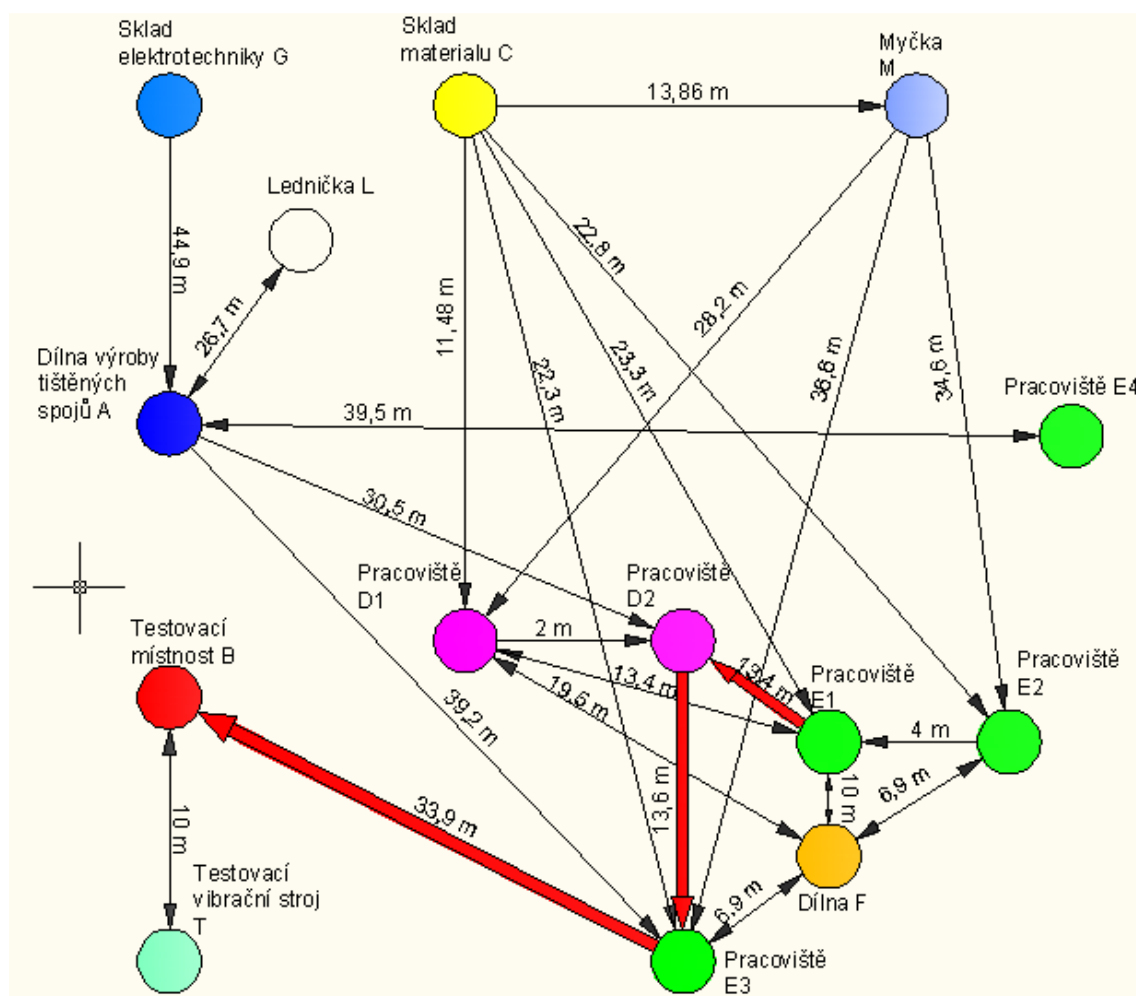 Sklad
elektrotechniky G
Sklad
materialu C
Myčka
M
13,86 m
Lednička L
44,9 m
26,7 m
22,8 m
28,2 m
11,48 m
23,3 m
22,3 m
36,6 m
34,6 m
Dílna výroby
tištěných
spojů A
39,5 m
Pracoviště E4
30,5 m
Pracoviště
D1
Pracoviště
D2
2 m
Testovací
místnost B
13,4 m
19,6 m
13,4 m
Pracoviště
E1
Pracoviště
E2
4 m
39,2 m
33,9 m
13,6 m
10 m
6,9 m
10 m
Testovací
vibrační stroj
T
6,9 m
Dílna F
Pracoviště
E3